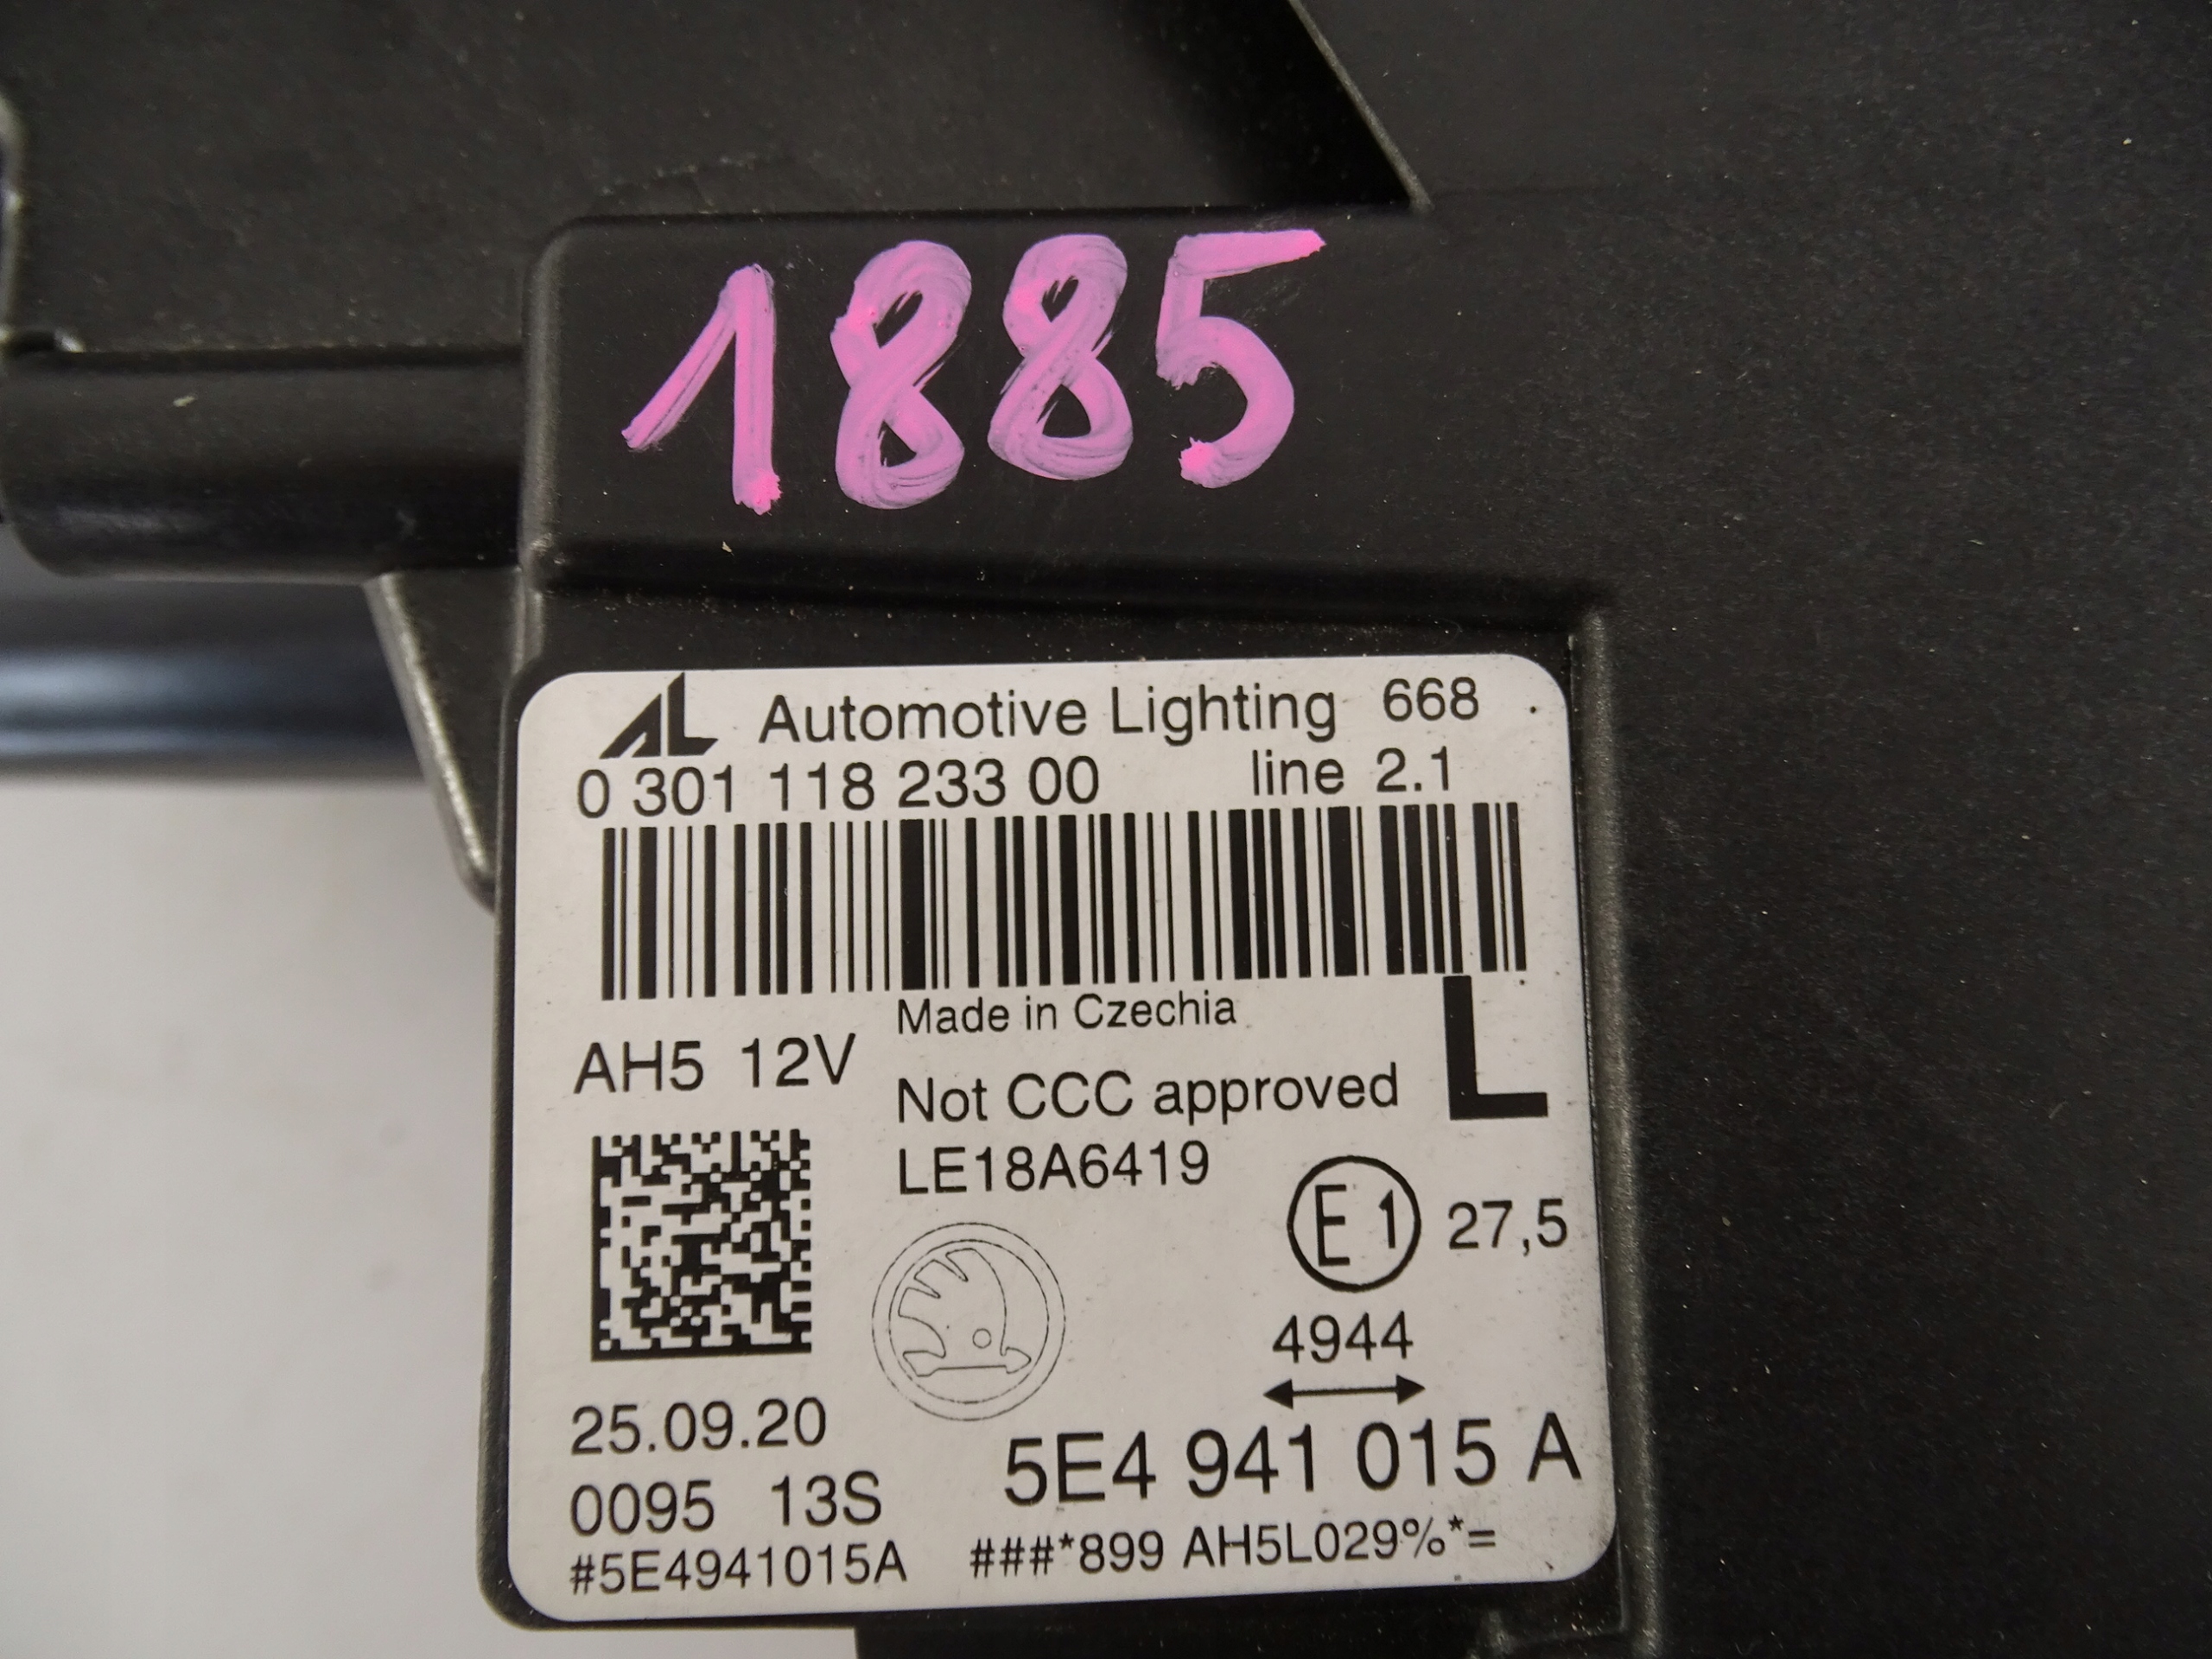 1885
AL Automotive Lighting 668
0 301 118 233 00 line 2.1
Made in Czechia
AH5 12V
Not CCC approved
L
LE18A6419
E1 27,5
4944
25.09.20
5E4 941 015 A
0095 13S
#5E4941015A ###*899 AH5L029%*=